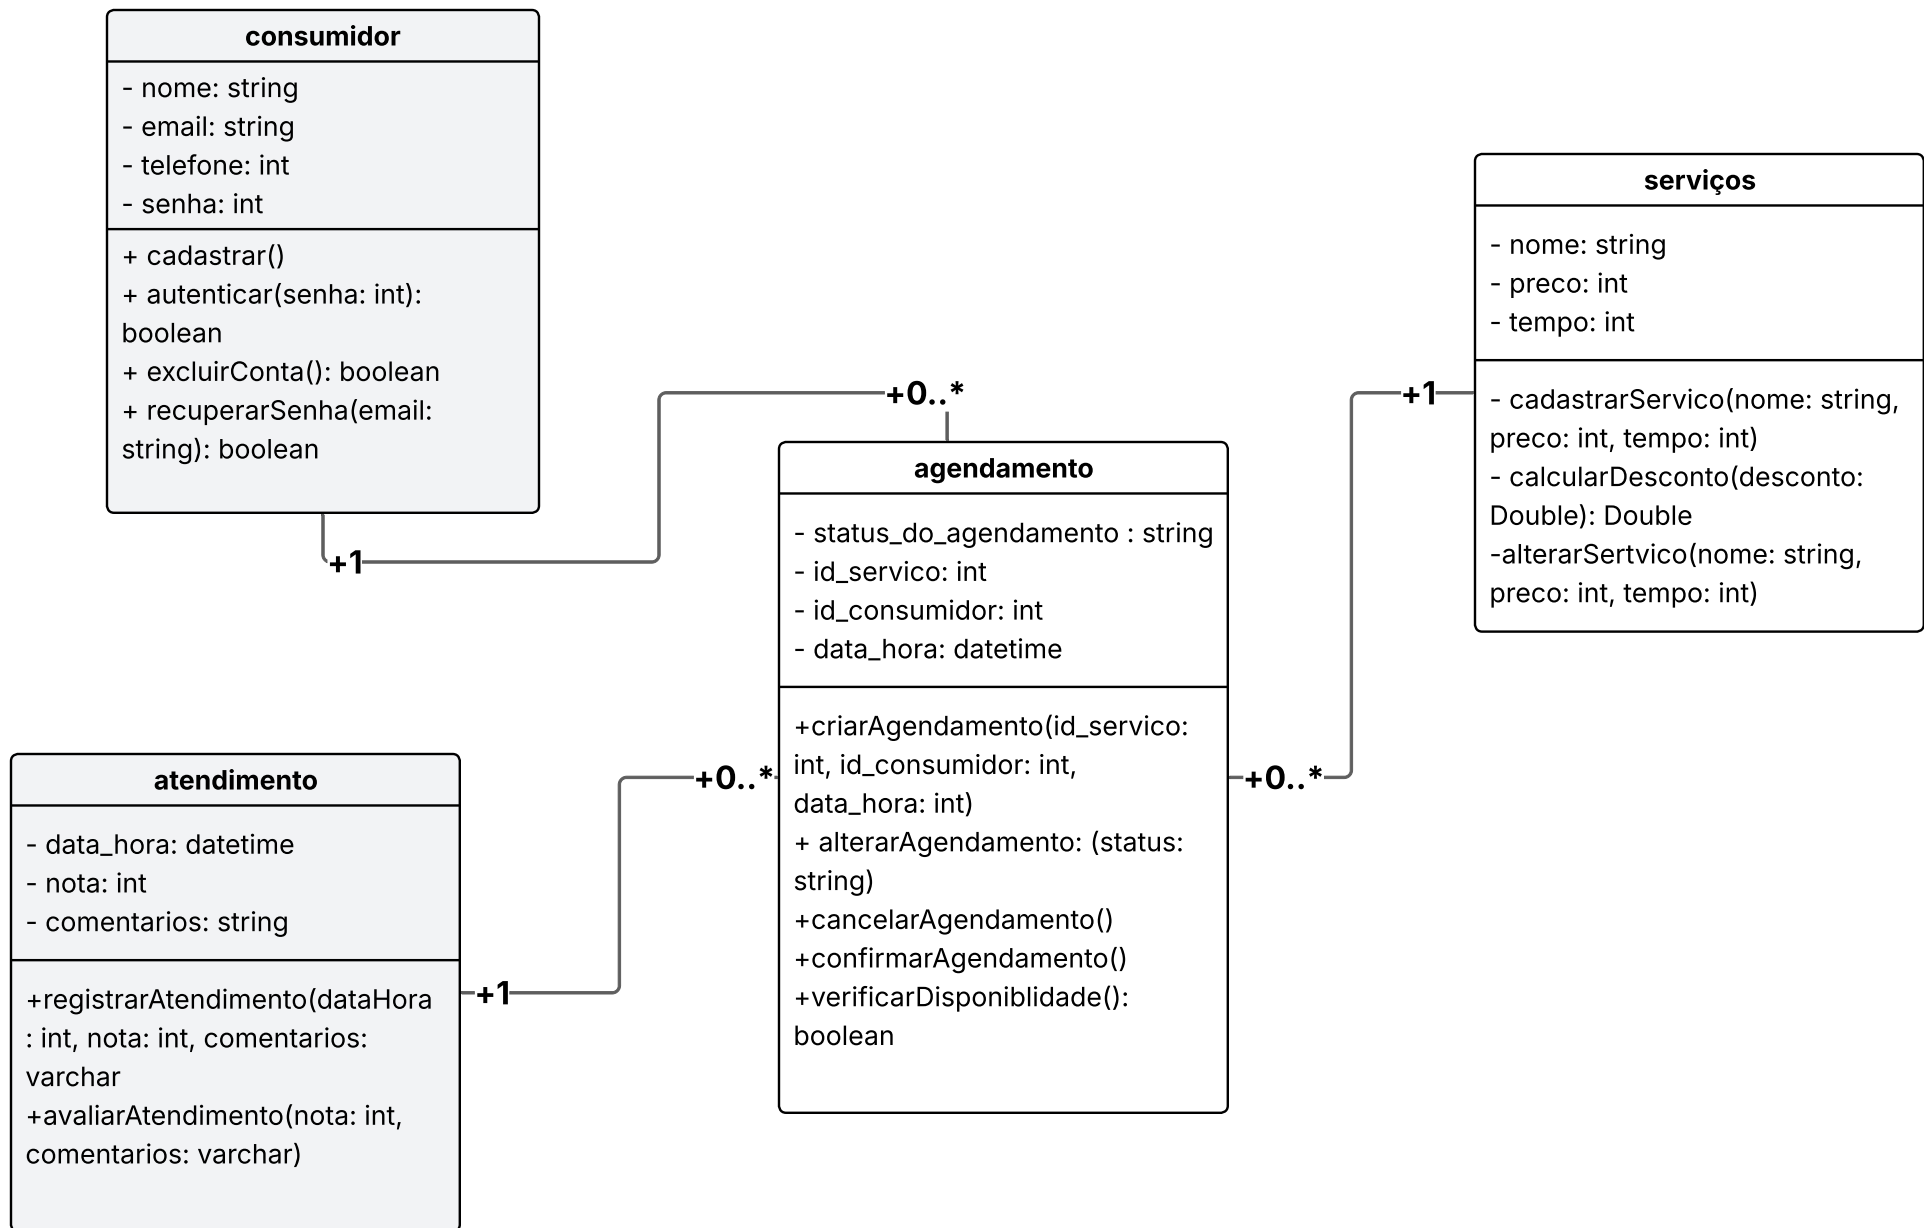 consumidor
- nome: string
- email: string
- telefone: int
- senha: int
+ cadastrar()
+ autenticar(senha: int):
boolean
+ excluirConta(): boolean
+ recuperarSenha(email:
string): boolean
+1
+0..*
serviços
- nome: string
- preco: int
- tempo: int
- cadastrarServico(nome: string,
preco: int, tempo: int)
- calcularDesconto(desconto:
Double): Double
-alterarSertvico(nome: string,
preco: int, tempo: int)
+1
+0..*
agendamento
- status_do_agendamento : string
- id_servico: int
- id_consumidor: int
- data_hora: datetime
+criarAgendamento(id_servico:
int, id_consumidor: int,
data_hora: int)
+ alterarAgendamento: (status:
string)
+cancelarAgendamento()
+confirmarAgendamento()
+verificarDisponiblidade():
boolean
+0..*
+1
atendimento
- data_hora: datetime
- nota: int
- comentarios: string
+registrarAtendimento(dataHora
: int, nota: int, comentarios:
varchar
+avaliarAtendimento(nota: int,
comentarios: varchar)